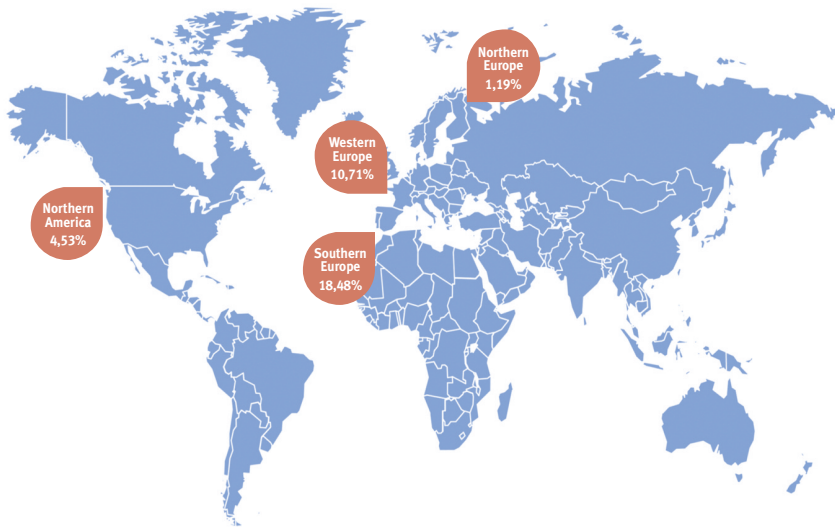 Northern
Europe
1,19%
Western
Europe
10,71%
Northern
America
4,53%
Southern
Europe
18,48%